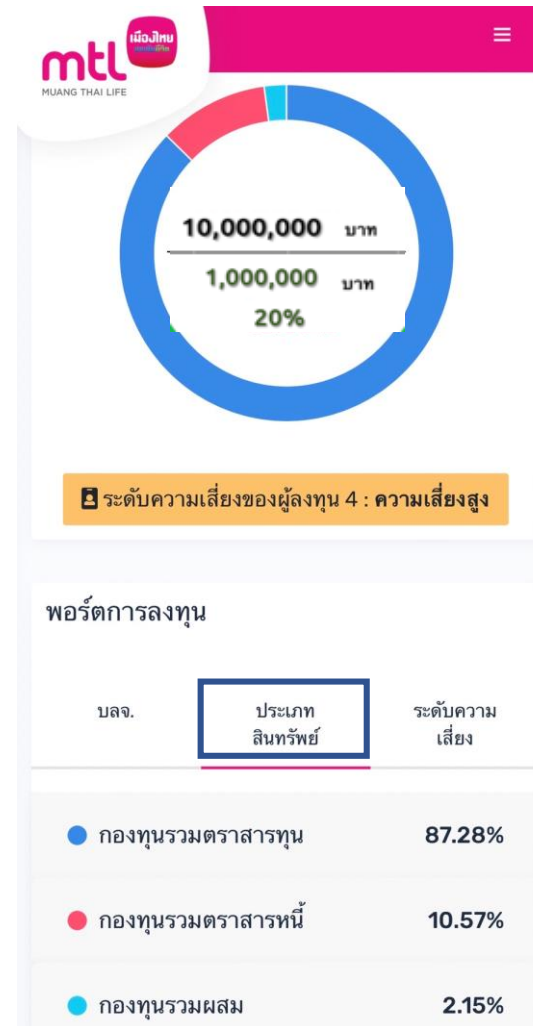 เมืองไทย
mtl
MUANG THAI LIFE
10,000,000 บาท
1,000,000 บาท
20%
ระดับความเสี่ยงของผู้ลงทุน 4 : ความเสี่ยงสูง
พอร์ตการลงทุน
บลจ.
ประเภท
สินทรัพย์
ระดับความ
เสี่ยง
กองทุนรวมตราสารทุน 87.28%
กองทุนรวมตราสารหนี้ 10.57%
กองทุนรวมผสม 2.15%